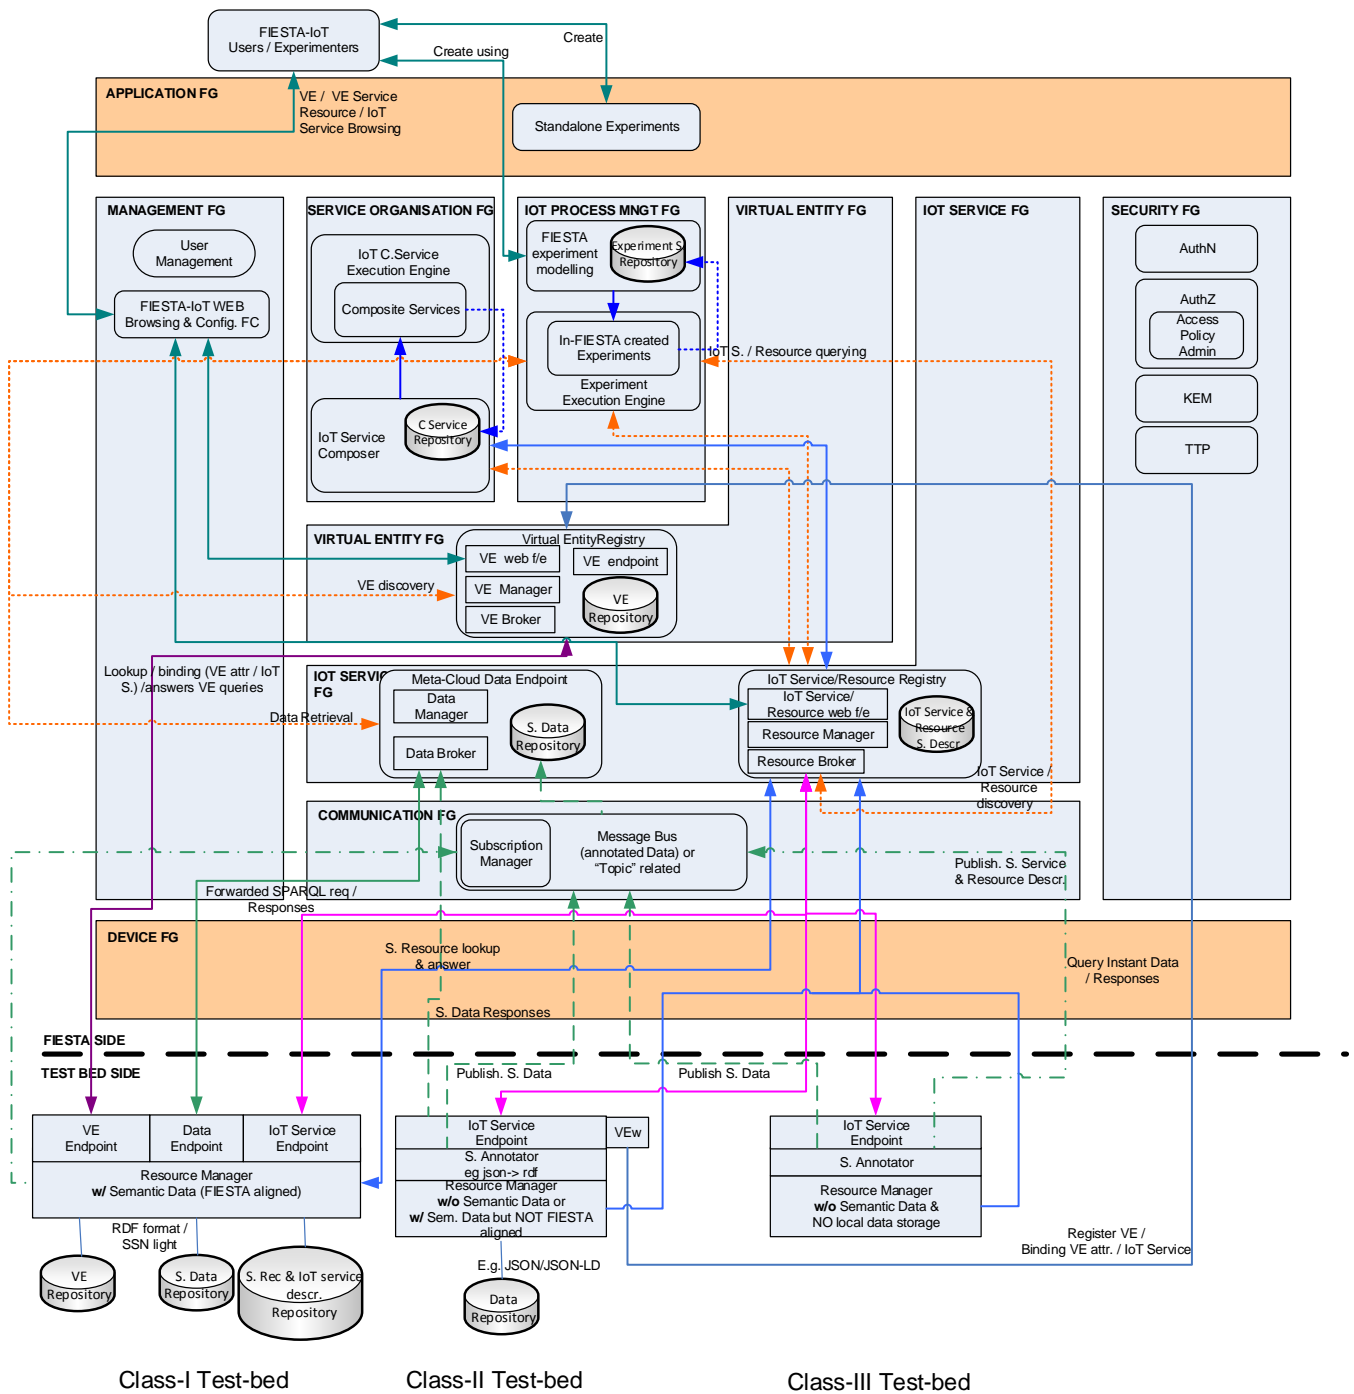 FIESTA-IoT
Users / Experimenters
Create
Create using
APPLICATION FG
VE /  VE Service
Resource / IoT
Service Browsing
Standalone Experiments
MANAGEMENT FG
User
Management
FIESTA-IoT WEB
Browsing & Config. FC
SERVICE ORGANISATION FG
IoT C.Service
Execution Engine
Composite Services
IoT Service
Composer
C Service
Repository
IOT PROCESS MNGT FG
FIESTA
experiment
modelling
Experiment S.
Repository
In-FIESTA created
Experiments
Experiment
Execution Engine
VIRTUAL ENTITY FG
IOT SERVICE FG
IoT S. / Resource querying
SECURITY FG
AuthN
AuthZ
Access
Policy
Admin
KEM
TTP
VIRTUAL ENTITY FG
Virtual EntityRegistry
VE  web f/e
VE  endpoint
VE  Manager
VE Broker
VE
Repository
VE discovery
Lookup / binding (VE attr / IoT
S.) /answers VE queries
Data Retrieval
IOT SERVIC
FG
Meta-Cloud Data Endpoint
Data
Manager
Data Broker
S. Data
Repository
IoT Service/Resource Registry
IoT Service/
Resource web f/e
Resource Manager
Resource Broker
IoT Service &
Resource
S. Descr.
IoT Service /
Resource
discovery
COMMUNICATION FG
Subscription
Manager
Message Bus
(annotated Data) or
“Topic” related
Publish. S. Service
& Resource Descr.
Forwarded SPARQL req /
Responses
DEVICE FG
S. Resource lookup
& answer
Query Instant Data
/ Responses
S. Data Responses
FIESTA SIDE
TEST BED SIDE
Publish. S. Data
Publish S. Data
VE
Endpoint
Data
Endpoint
IoT Service
Endpoint
Resource Manager
w/ Semantic Data (FIESTA aligned)
RDF format /
SSN light
VE
Repository
S. Data
Repository
S. Rec & IoT service
descr.
Repository
IoT Service
Endpoint
VEw
S. Annotator
eg json-> rdf
Resource Manager
w/o Semantic Data or
w/ Sem. Data but NOT FIESTA
aligned
E.g. JSON/JSON-LD
Data
Repository
IoT Service
Endpoint
S. Annotator
Resource Manager
w/o Semantic Data &
NO local data storage
Register VE /
Binding VE attr. / IoT Service
Class-I Test-bed
Class-II Test-bed
Class-III Test-bed